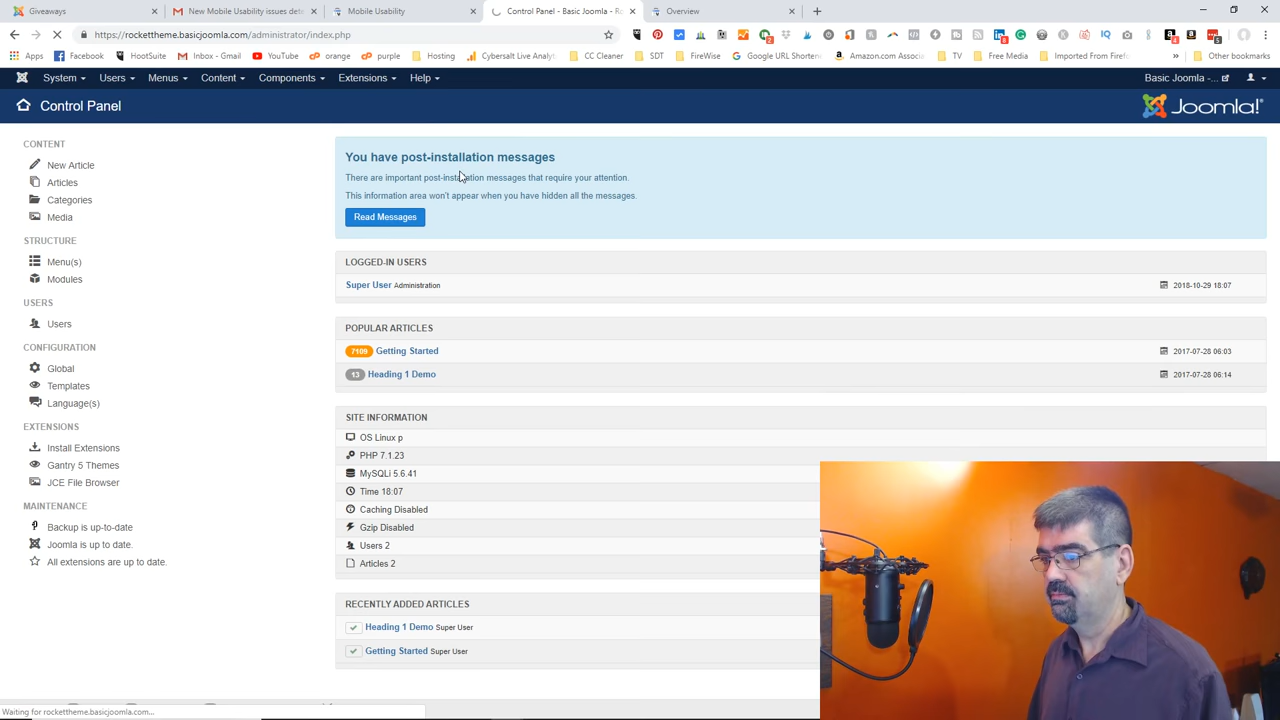 Giveaways
New Mobile Usability issues det
Mobile Usability
Control Panel - Basic Joomla - Ro
Overview
https://rockettheme.basicjoomla.com/administrator/index.php
Apps
Facebook
HootSuite
Pinterest
Twitter
orange
YouTube
Inbox - Gmail
purple
Hosting
Cybersalt Live Analyt
CC Cleaner
SDT
FireWise
Google URL Shortene
Amazon.com Associ
TV
Free Media
Imported From Firefo
Other bookmarks
System
Users
Menus
Content
Components
Extensions
Help
Basic Joomla -...
Control Panel
Joomla!
CONTENT
New Article
Articles
Categories
Media
STRUCTURE
Menu(s)
Modules
USERS
Users
CONFIGURATION
Global
Templates
Language(s)
EXTENSIONS
Install Extensions
Gantry 5 Themes
JCE File Browser
MAINTENANCE
Backup is up-to-date
Joomla is up to date.
All extensions are up to date.
You have post-installation messages
There are important post-installation messages that require your attention.
This information area won't appear when you have hidden all the messages.
Read Messages
LOGGED-IN USERS
Super User Administration
2018-10-29 18:07
POPULAR ARTICLES
7109 Getting Started
2017-07-28 06:03
13 Heading 1 Demo
2017-07-28 06:14
SITE INFORMATION
OS Linux p
PHP 7.1.23
MySQLi 5.6.41
Time 18:07
Caching Disabled
Gzip Disabled
Users 2
Articles 2
RECENTLY ADDED ARTICLES
Heading 1 Demo Super User
Getting Started Super User
Waiting for rockettheme.basicjoomla.com...